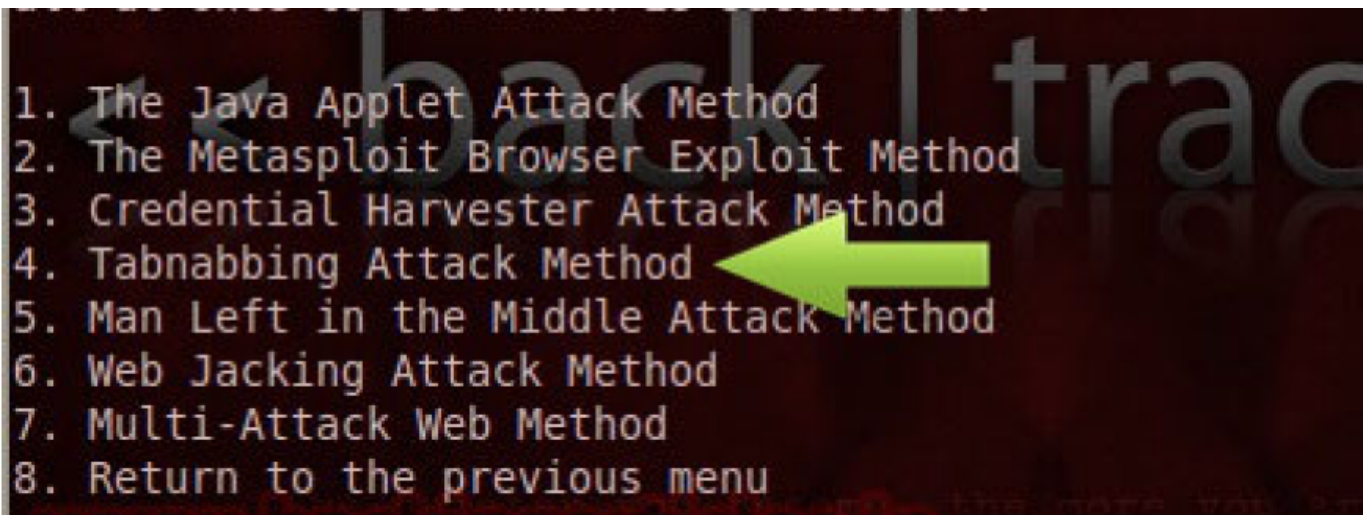 << back | trac
1. The Java Applet Attack Method
2. The Metasploit Browser Exploit Method
3. Credential Harvester Attack Method
4. Tabnabbing Attack Method
5. Man Left in the Middle Attack Method
6. Web Jacking Attack Method
7. Multi-Attack Web Method
8. Return to the previous menu